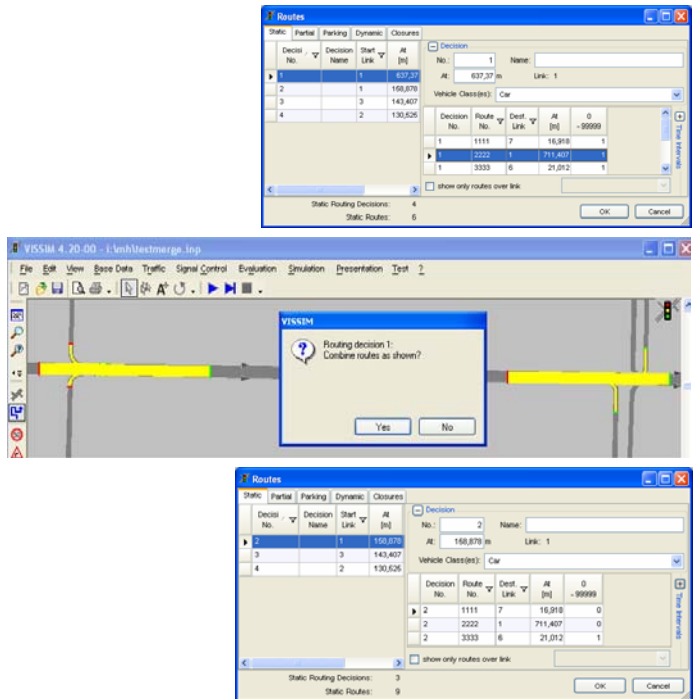 Routes
Static Partial Parking Dynamic Closures
Decisi No. Decision Name Start Link At [m]
1 1 637,37
2 1 158,878
3 3 143,407
4 2 130,526
Decision
No.: 1 Name:
At: 637,37 m Link: 1
Vehicle Class(es): Car
Decision No. Route No. Dest. Link At [m] 0 - 99999
1 1111 7 16,918 1
1 2222 1 711,407 1
1 3333 6 21,012 1
Time Intervals
show only routes over link
Static Routing Decisions: 4
Static Routes: 6
OK Cancel
VISSIM 4.20-00 - i:\mh\testmerge.inp
File Edit View Base Data Traffic Signal Control Evaluation Simulation Presentation Test ?
VISSIM
Routing decision 1:
Combine routes as shown?
Yes No
Routes
Static Partial Parking Dynamic Closures
Decisi No. Decision Name Start Link At [m]
2 1 158,878
3 3 143,407
4 2 130,526
Decision
No.: 2 Name:
At: 158,878 m Link: 1
Vehicle Class(es): Car
Decision No. Route No. Dest. Link At [m] 0 - 99999
2 1111 7 16,918 0
2 2222 1 711,407 0
2 3333 6 21,012 1
Time Intervals
show only routes over link
Static Routing Decisions: 3
Static Routes: 9
OK Cancel